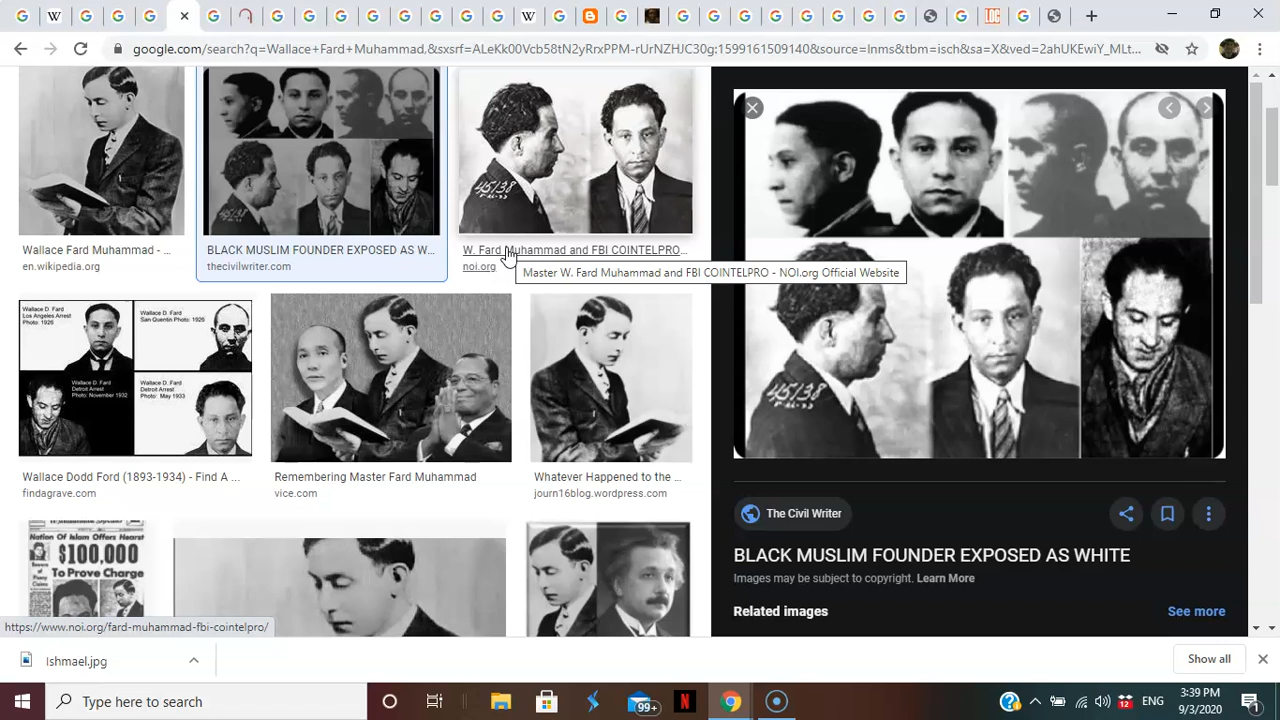 google.com/search?q=Wallace+Fard+Muhammad,&sxsrf=ALeKk00Vcb58tN2yRrxPPM-rUrNZHJC30g:1599161509140&source=lnms&tbm=isch&sa=X&ved=2ahUKEwiY_MLt...
Wallace Fard Muhammad - ...
en.wikipedia.org
BLACK MUSLIM FOUNDER EXPOSED AS W...
thecivilwriter.com
45138
W. Fard Muhammad and FBI COINTELPRO...
noi.org
Master W. Fard Muhammad and FBI COINTELPRO - NOI.org Official Website
45138
Wallace D. Ford
Los Angeles Arrest
Photo: 1926
Wallace D. Ford
San Quentin Photo: 1926
Wallace D. Fard
Detroit Arrest
Photo: November 1932
Wallace D. Fard
Detroit Arrest
Photo: May 1933
Wallace Dodd Ford (1893-1934) - Find A ...
findagrave.com
Remembering Master Fard Muhammad
vice.com
Whatever Happened to the ...
journ16blog.wordpress.com
The Civil Writer
BLACK MUSLIM FOUNDER EXPOSED AS WHITE
Images may be subject to copyright. Learn More
Related images
See more
Nation Of Islam Offers Hearst
$100,000
To Prove Charge
https://www.noi.org/fard-muhammad-fbi-cointelpro/
Ishmael.jpg
Show all
Type here to search
99+
N
12
ENG
3:39 PM
9/3/2020
1